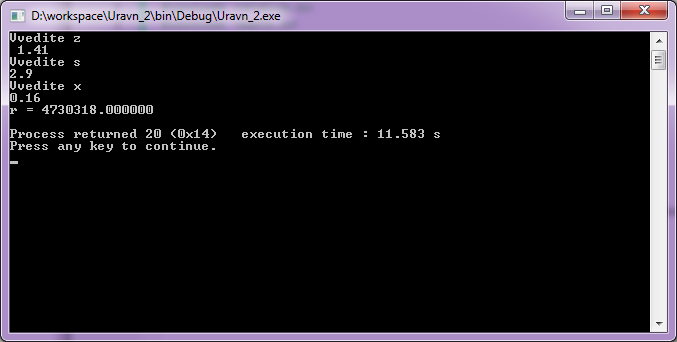 D:\workspace\Uravn_2\bin\Debug\Uravn_2.exe
Vvedite z
1.41
Vvedite s
2.9
Vvedite x
0.16
r = 4730318.000000
Process returned 20 (0x14)   execution time : 11.583 s
Press any key to continue.